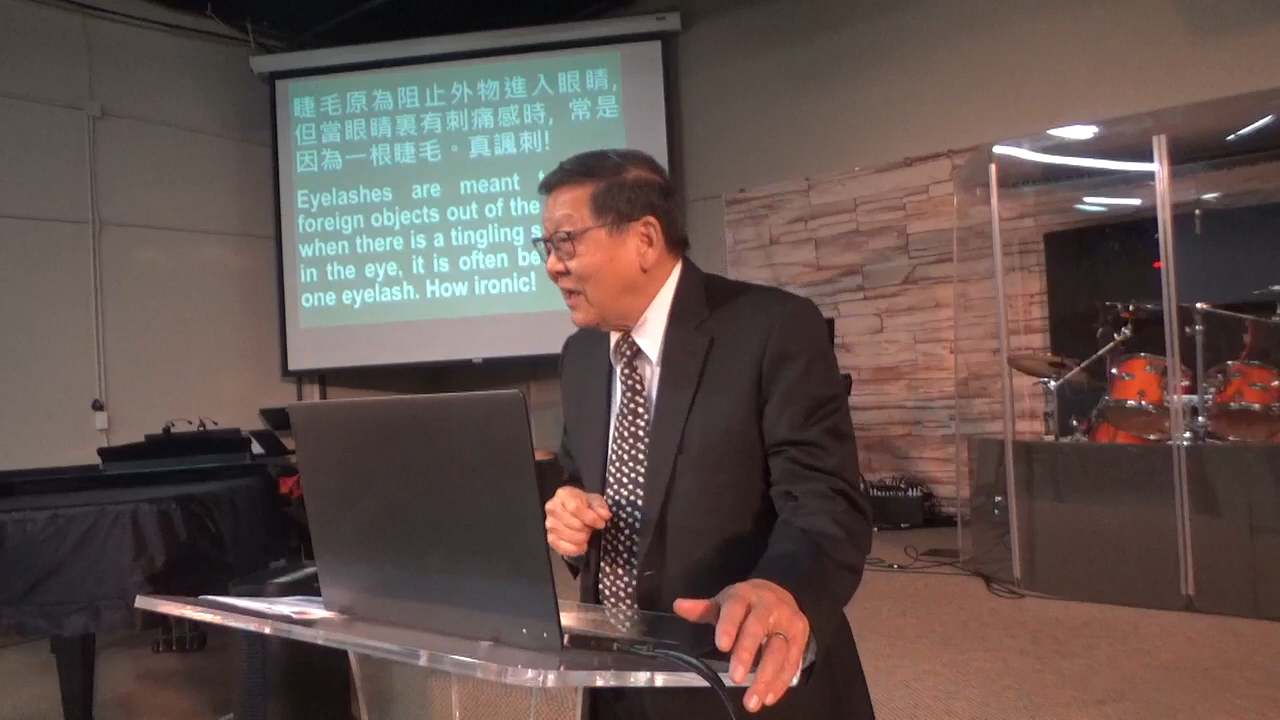 睫毛原為阻止外物進入眼睛,
但當眼睛裏有刺痛感時, 常是
因為一根睫毛。真諷刺!
Eyelashes are meant
foreign objects out of the
when there is a tingling
in the eye, it is often
one eyelash. How ironic!